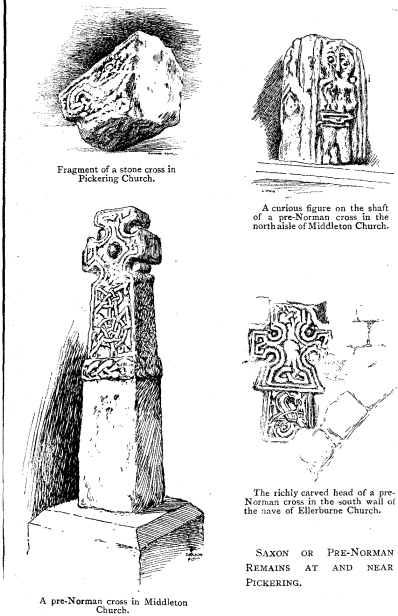 Fragment of a stone cross in
Pickering Church.
A curious figure on the shaft
of a pre-Norman cross in the
north aisle of Middleton Church.
The richly carved head of a pre-
Norman cross in the south wall of
the nave of Ellerburne Church.
SAXON OR PRE-NORMAN
REMAINS AT AND NEAR
PICKERING.
A pre-Norman cross in Middleton
Church.